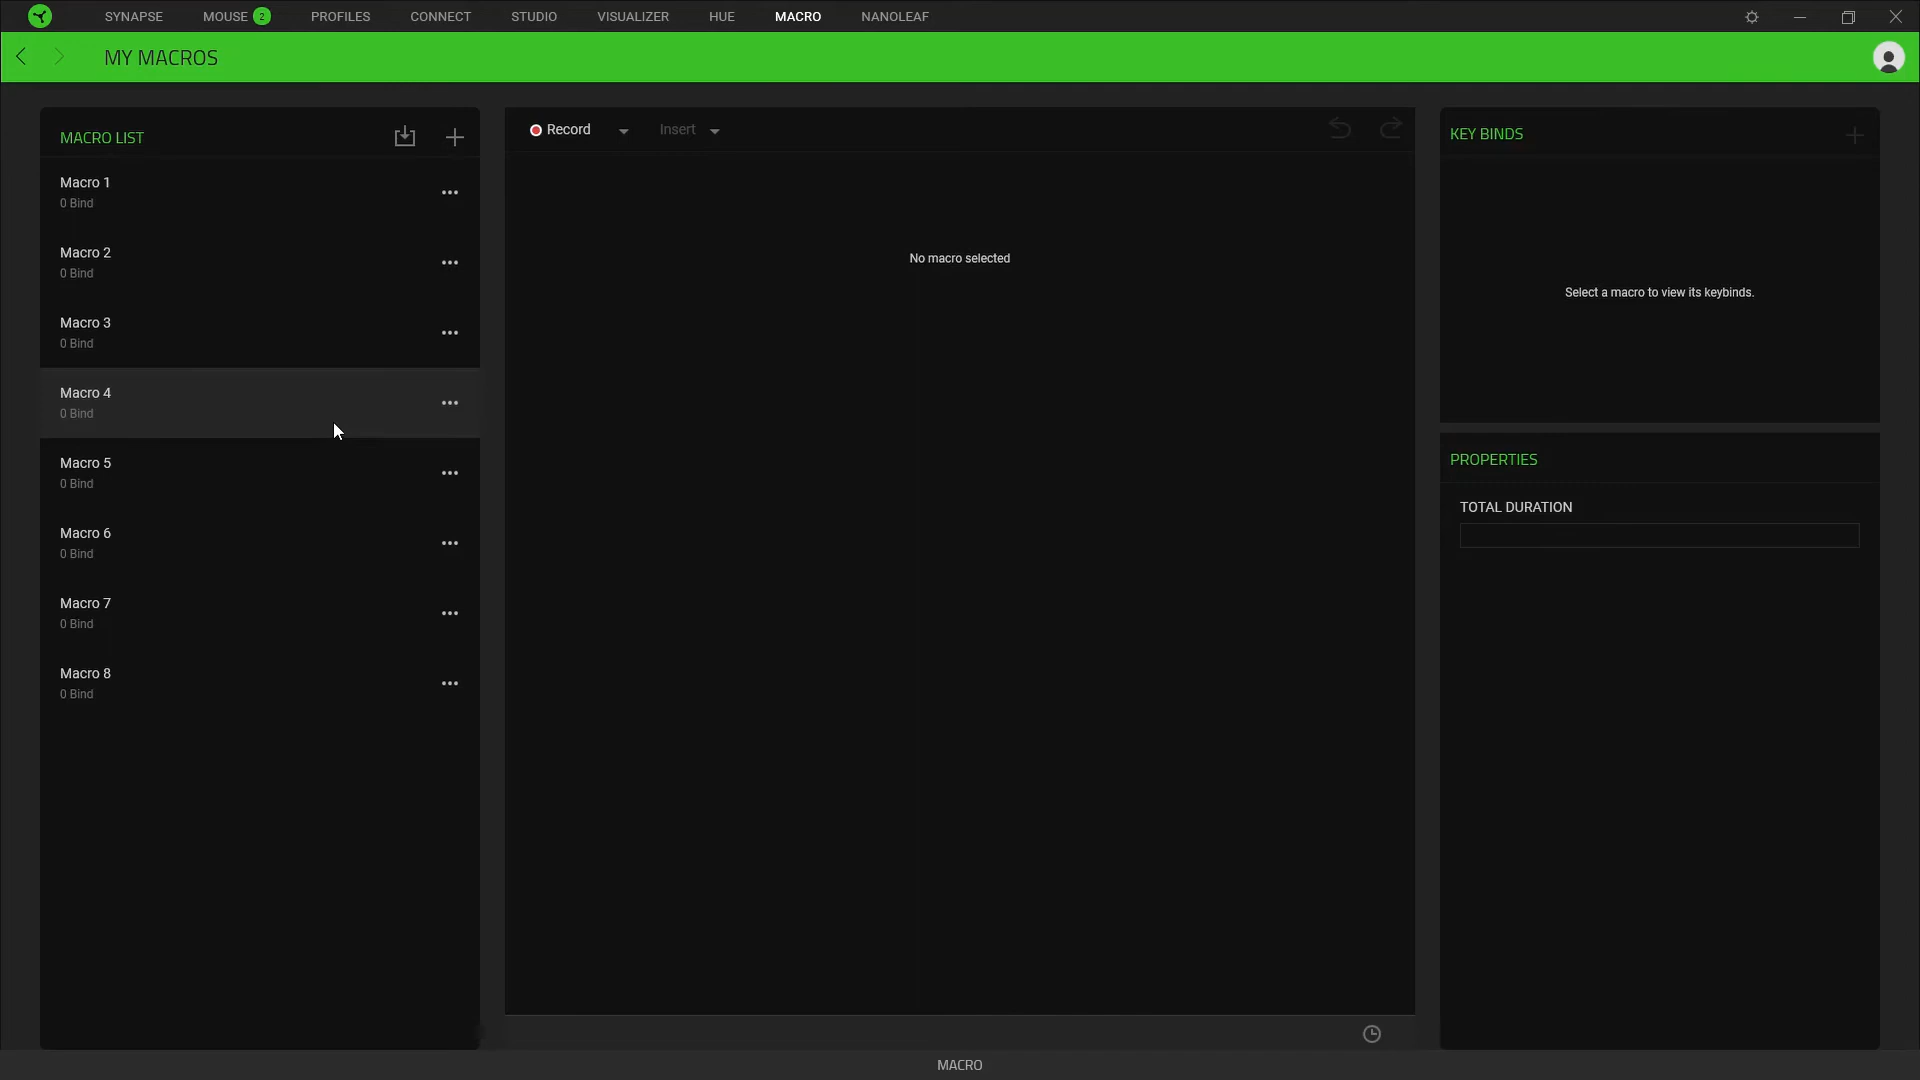 SYNAPSE MOUSE 2 PROFILES CONNECT STUDIO VISUALIZER HUE MACRO NANOLEAF
MY MACROS
MACRO LIST
Macro 1
0 Bind
Macro 2
0 Bind
Macro 3
0 Bind
Macro 4
0 Bind
Macro 5
0 Bind
Macro 6
0 Bind
Macro 7
0 Bind
Macro 8
0 Bind
Record Insert
No macro selected
KEY BINDS
Select a macro to view its keybinds.
PROPERTIES
TOTAL DURATION
MACRO